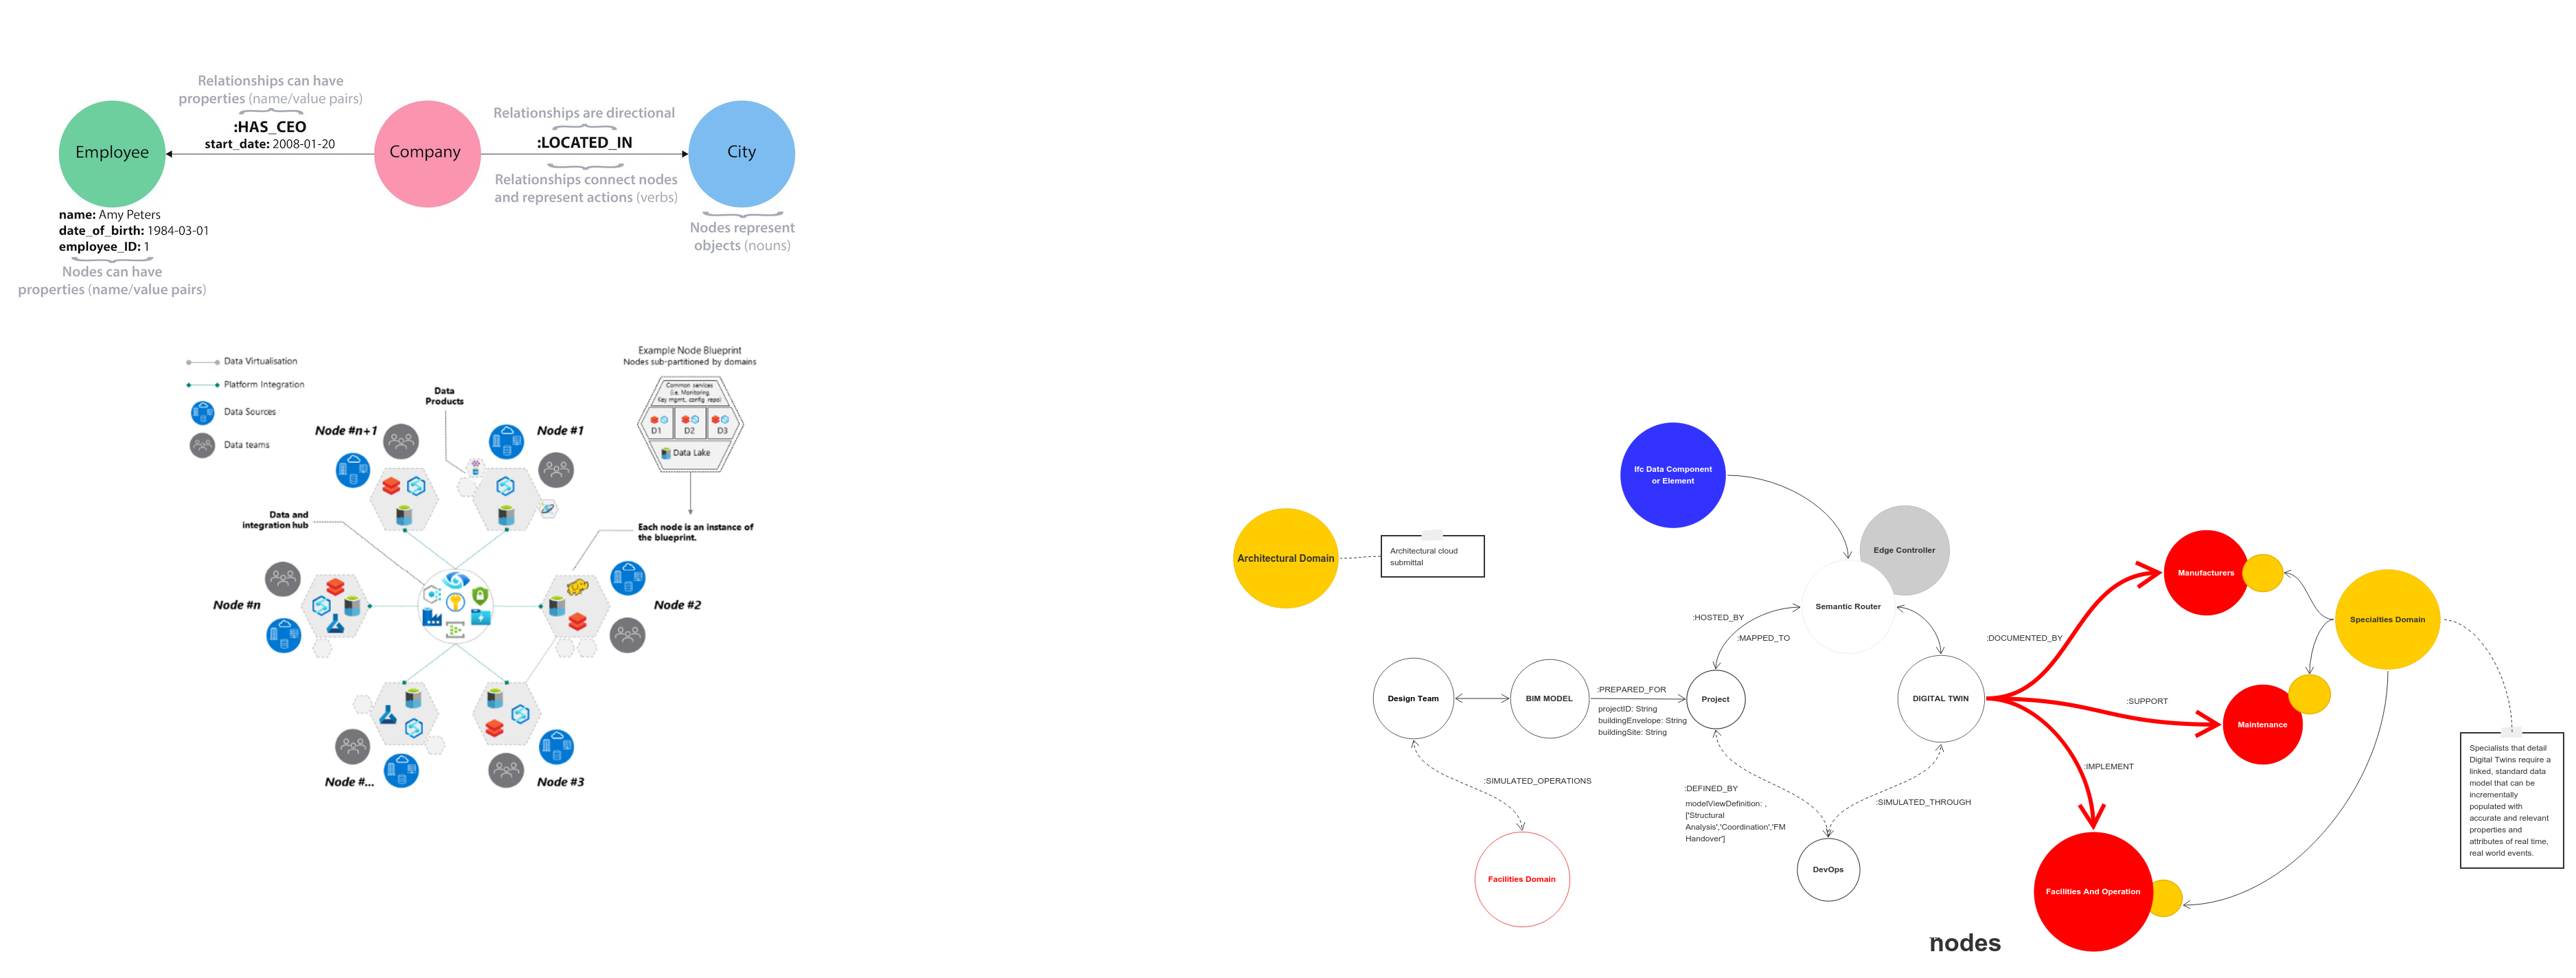 Relationships can have
properties (name/value pairs)
:HAS_CEO
start_date: 2008-01-20
Relationships are directional
:LOCATED_IN
Relationships connect nodes
and represent actions (verbs)
Employee
Company
City
name: Amy Peters
date_of_birth: 1984-03-01
employee_ID: 1
Nodes can have
properties (name/value pairs)
Nodes represent
objects (nouns)
Data Virtualisation
Platform Integration
Data Sources
Data teams
Data
Products
Example Node Blueprint
Nodes sub-partitioned by domains
Common services
(i.e. Monitoring,
Key mgmt., config repo)
D1
D2
D3
Data Lake
Each node is an instance of
the blueprint.
Node #n+1
Node #1
Data and
integration hub
Node #n
Node #2
Node #...
Node #3
Architectural Domain
Architectural cloud
submittal
Ifc Data Component
or Element
Edge Controller
Semantic Router
:HOSTED_BY
:MAPPED_TO
Design Team
BIM MODEL
:PREPARED_FOR
projectID: String
buildingEnvelope: String
buildingSite: String
Project
DIGITAL TWIN
:DOCUMENTED_BY
:SUPPORT
:IMPLEMENT
Manufacturers
Maintenance
Specialties Domain
:SIMULATED_OPERATIONS
Facilities Domain
:DEFINED_BY
modelViewDefinition: ,
['Structural
Analysis','Coordination','FM
Handover']
:SIMULATED_THROUGH
DevOps
Facilities And Operation
Specialists that detail
Digital Twins require a
linked, standard data
model that can be
incrementally
populated with
accurate and relevant
properties and
attributes of real time,
real world events.
nodes